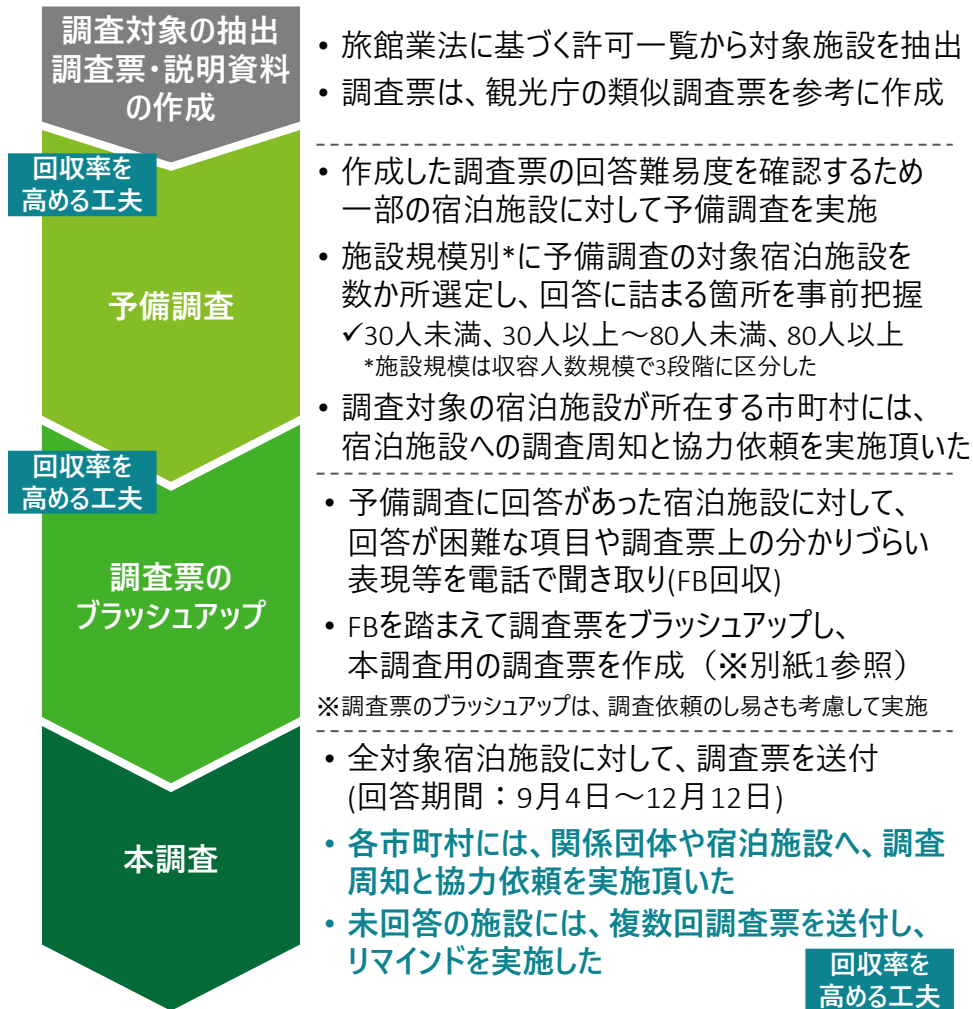 調査対象の抽出
調査票・説明資料
の作成
• 旅館業法に基づく許可一覧から対象施設を抽出
• 調査票は、観光庁の類似調査票を参考に作成
回収率を
高める工夫
予備調査
• 作成した調査票の回答難易度を確認するため
一部の宿泊施設に対して予備調査を実施
• 施設規模別*に予備調査の対象宿泊施設を
数か所選定し、回答に詰まる箇所を事前把握
✓30人未満、30人以上～80人未満、80人以上
*施設規模は収容人数規模で3段階に区分した
• 調査対象の宿泊施設が所在する市町村には、
宿泊施設への調査周知と協力依頼を実施頂いた
回収率を
高める工夫
調査票の
ブラッシュアップ
• 予備調査に回答があった宿泊施設に対して、
回答が困難な項目や調査票上の分かりづらい
表現等を電話で聞き取り(FB回収)
• FBを踏まえて調査票をブラッシュアップし、
本調査用の調査票を作成（※別紙1参照）
※調査票のブラッシュアップは、調査依頼のし易さも考慮して実施
本調査
• 全対象宿泊施設に対して、調査票を送付
(回答期間：9月4日～12月12日)
• 各市町村には、関係団体や宿泊施設へ、調査
周知と協力依頼を実施頂いた
• 未回答の施設には、複数回調査票を送付し、
リマインドを実施した
回収率を
高める工夫